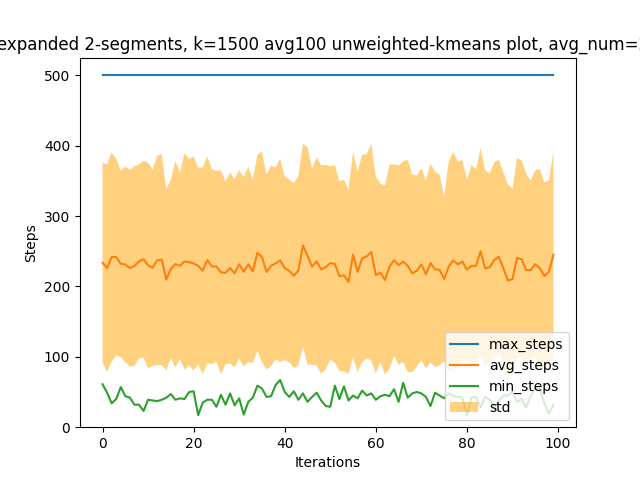 expanded 2-segments, k=1500 avg100 unweighted-kmeans plot, avg_num=
500
400
300
200
100
0
Steps
max_steps
avg_steps
min_steps
std
0 20 40 60 80 100
Iterations